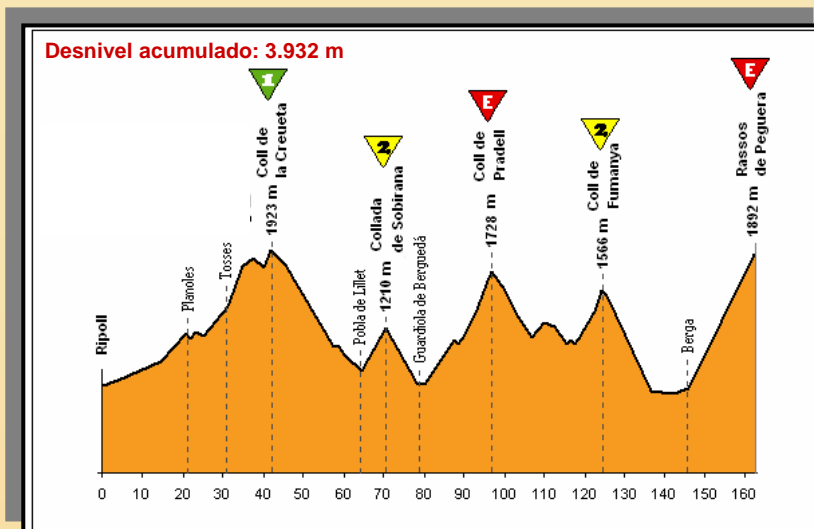 Desnivel acumulado: 3.932 m
1
E
2
E
2
Ripoll
Planoles
Tosses
Coll de
la Creueta
1923 m
Pobla de Lillet
Collada
de Sobirana
1210 m
Guardiola de Berguedá
Coll de
Pradell
1728 m
Coll de
Fumanya
1566 m
Berga
Rassos
de Peguera
1892 m
0 10 20 30 40 50 60 70 80 90 100 110 120 130 140 150 160